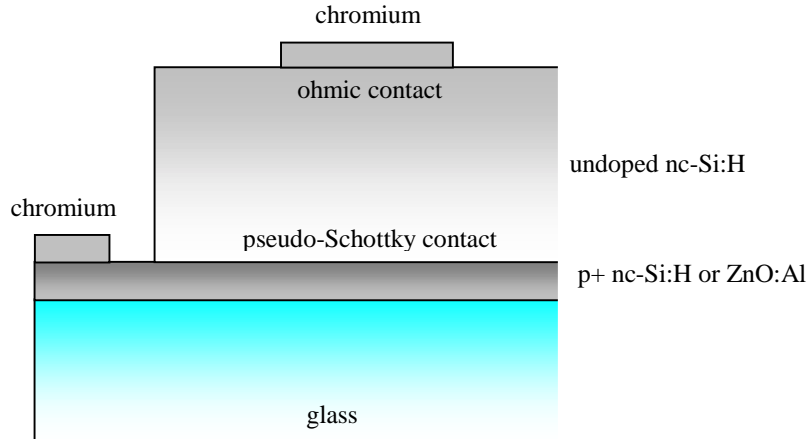 chromium
ohmic contact
undoped nc-Si:H
chromium
pseudo-Schottky contact
p+ nc-Si:H or ZnO:Al
glass